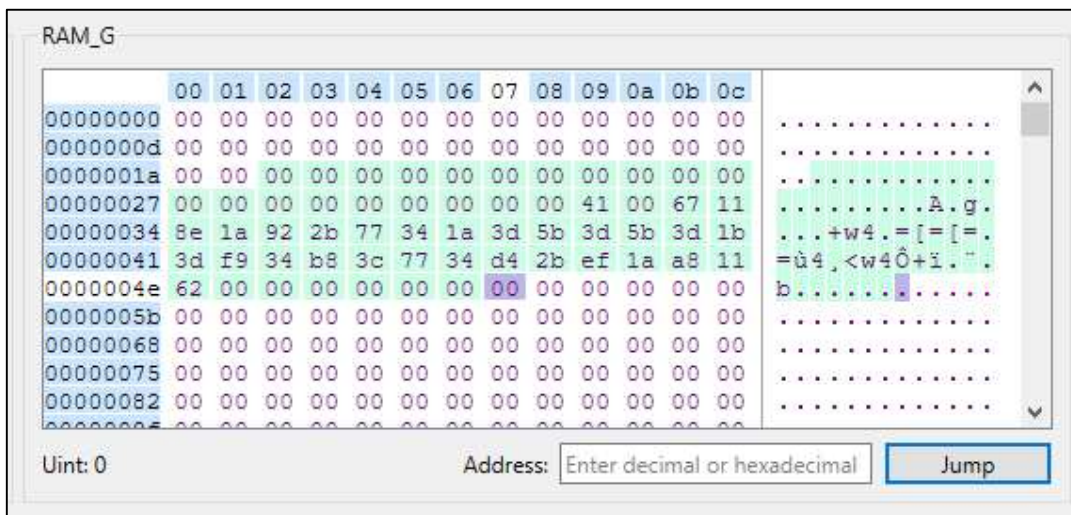 RAM_G
00 01 02 03 04 05 06 07 08 09 0a 0b 0c
00000000 00 00 00 00 00 00 00 00 00 00 00 00 00 .............
0000000d 00 00 00 00 00 00 00 00 00 00 00 00 00 .............
0000001a 00 00 00 00 00 00 00 00 00 00 00 00 00 .............
00000027 00 00 00 00 00 00 00 00 00 41 00 67 11 .........A.g.
00000034 8e 1a 92 2b 77 34 1a 3d 5b 3d 5b 3d 1b ...+w4.=[=[=.
00000041 3d f9 34 b8 3c 77 34 d4 2b ef 1a a8 11 =ù4¸<w4Ô+ï.¨.
0000004e 62 00 00 00 00 00 00 00 00 00 00 00 00 b............
0000005b 00 00 00 00 00 00 00 00 00 00 00 00 00 .............
00000068 00 00 00 00 00 00 00 00 00 00 00 00 00 .............
00000075 00 00 00 00 00 00 00 00 00 00 00 00 00 .............
00000082 00 00 00 00 00 00 00 00 00 00 00 00 00 .............
Uint: 0 Address: Enter decimal or hexadecimal Jump